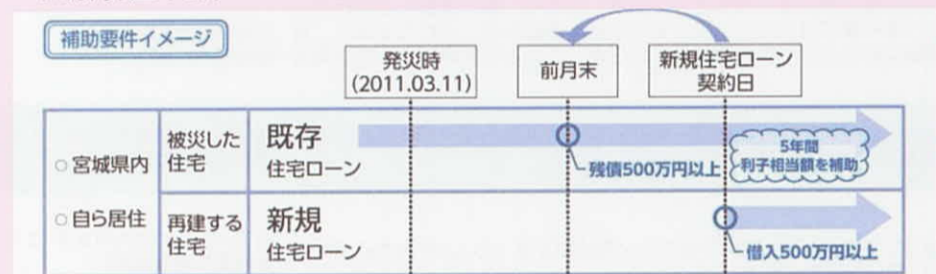 補助要件イメージ
発災時
(2011.03.11)
前月末
新規住宅ローン
契約日
○ 宮城県内
○ 自ら居住
被災した
住宅
既存
住宅ローン
残債500万円以上
5年間
利子相当額を補助
再建する
住宅
新規
住宅ローン
借入500万円以上